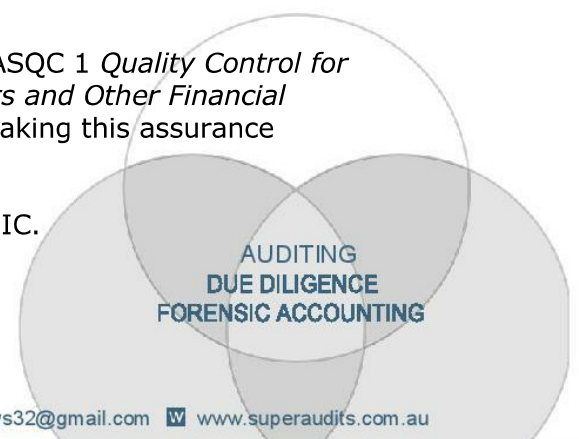 ASQC 1 Quality Control for
and Other Financial
this assurance
IC.
AUDITING
DUE DILIGENCE
FORENSIC ACCOUNTING
s32@gmail.com W www.superaudits.com.au